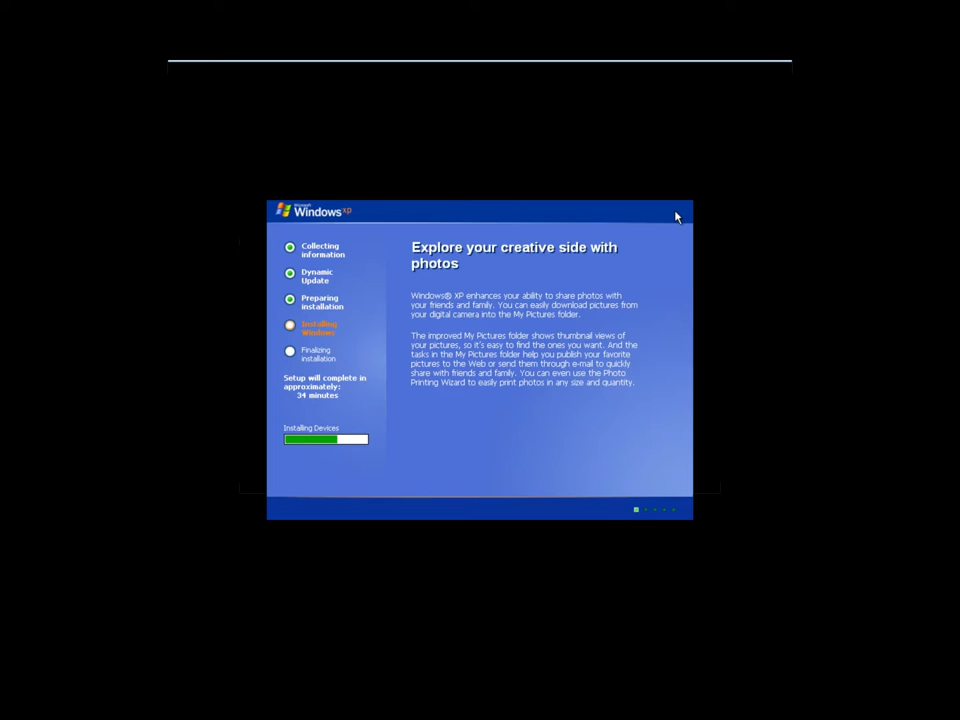 Microsoft
Windows xp
Collecting
information
Dynamic
Update
Preparing
installation
Installing
Windows
Finalizing
installation
Setup will complete in
approximately:
34 minutes
Installing Devices
Explore your creative side with
photos
Windows® XP enhances your ability to share photos with
your friends and family. You can easily download pictures from
your digital camera into the My Pictures folder.
The improved My Pictures folder shows thumbnail views of
your pictures, so it's easy to find the ones you want. And the
tasks in the My Pictures folder help you publish your favorite
pictures to the Web or send them through e-mail to quickly
share with friends and family. You can even use the Photo
Printing Wizard to easily print photos in any size and quantity.